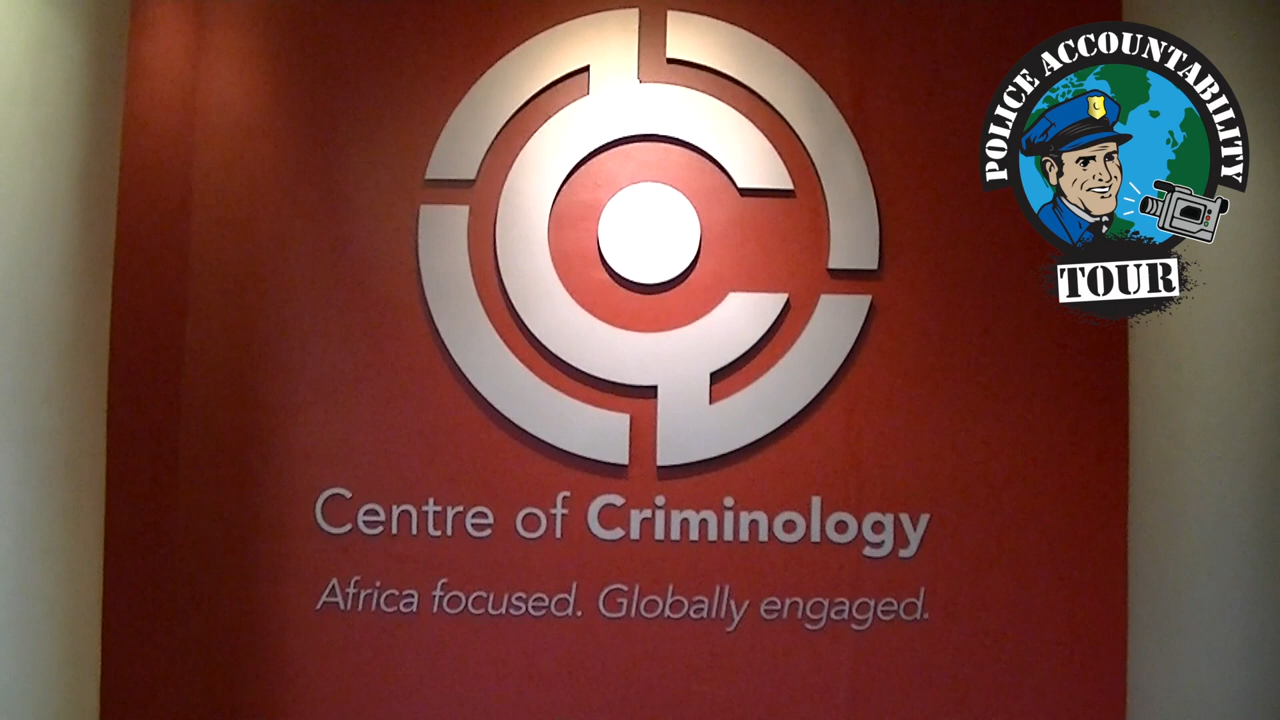 POLICE ACCOUNTABILITY
TOUR
Centre of Criminology
Africa focused. Globally engaged.